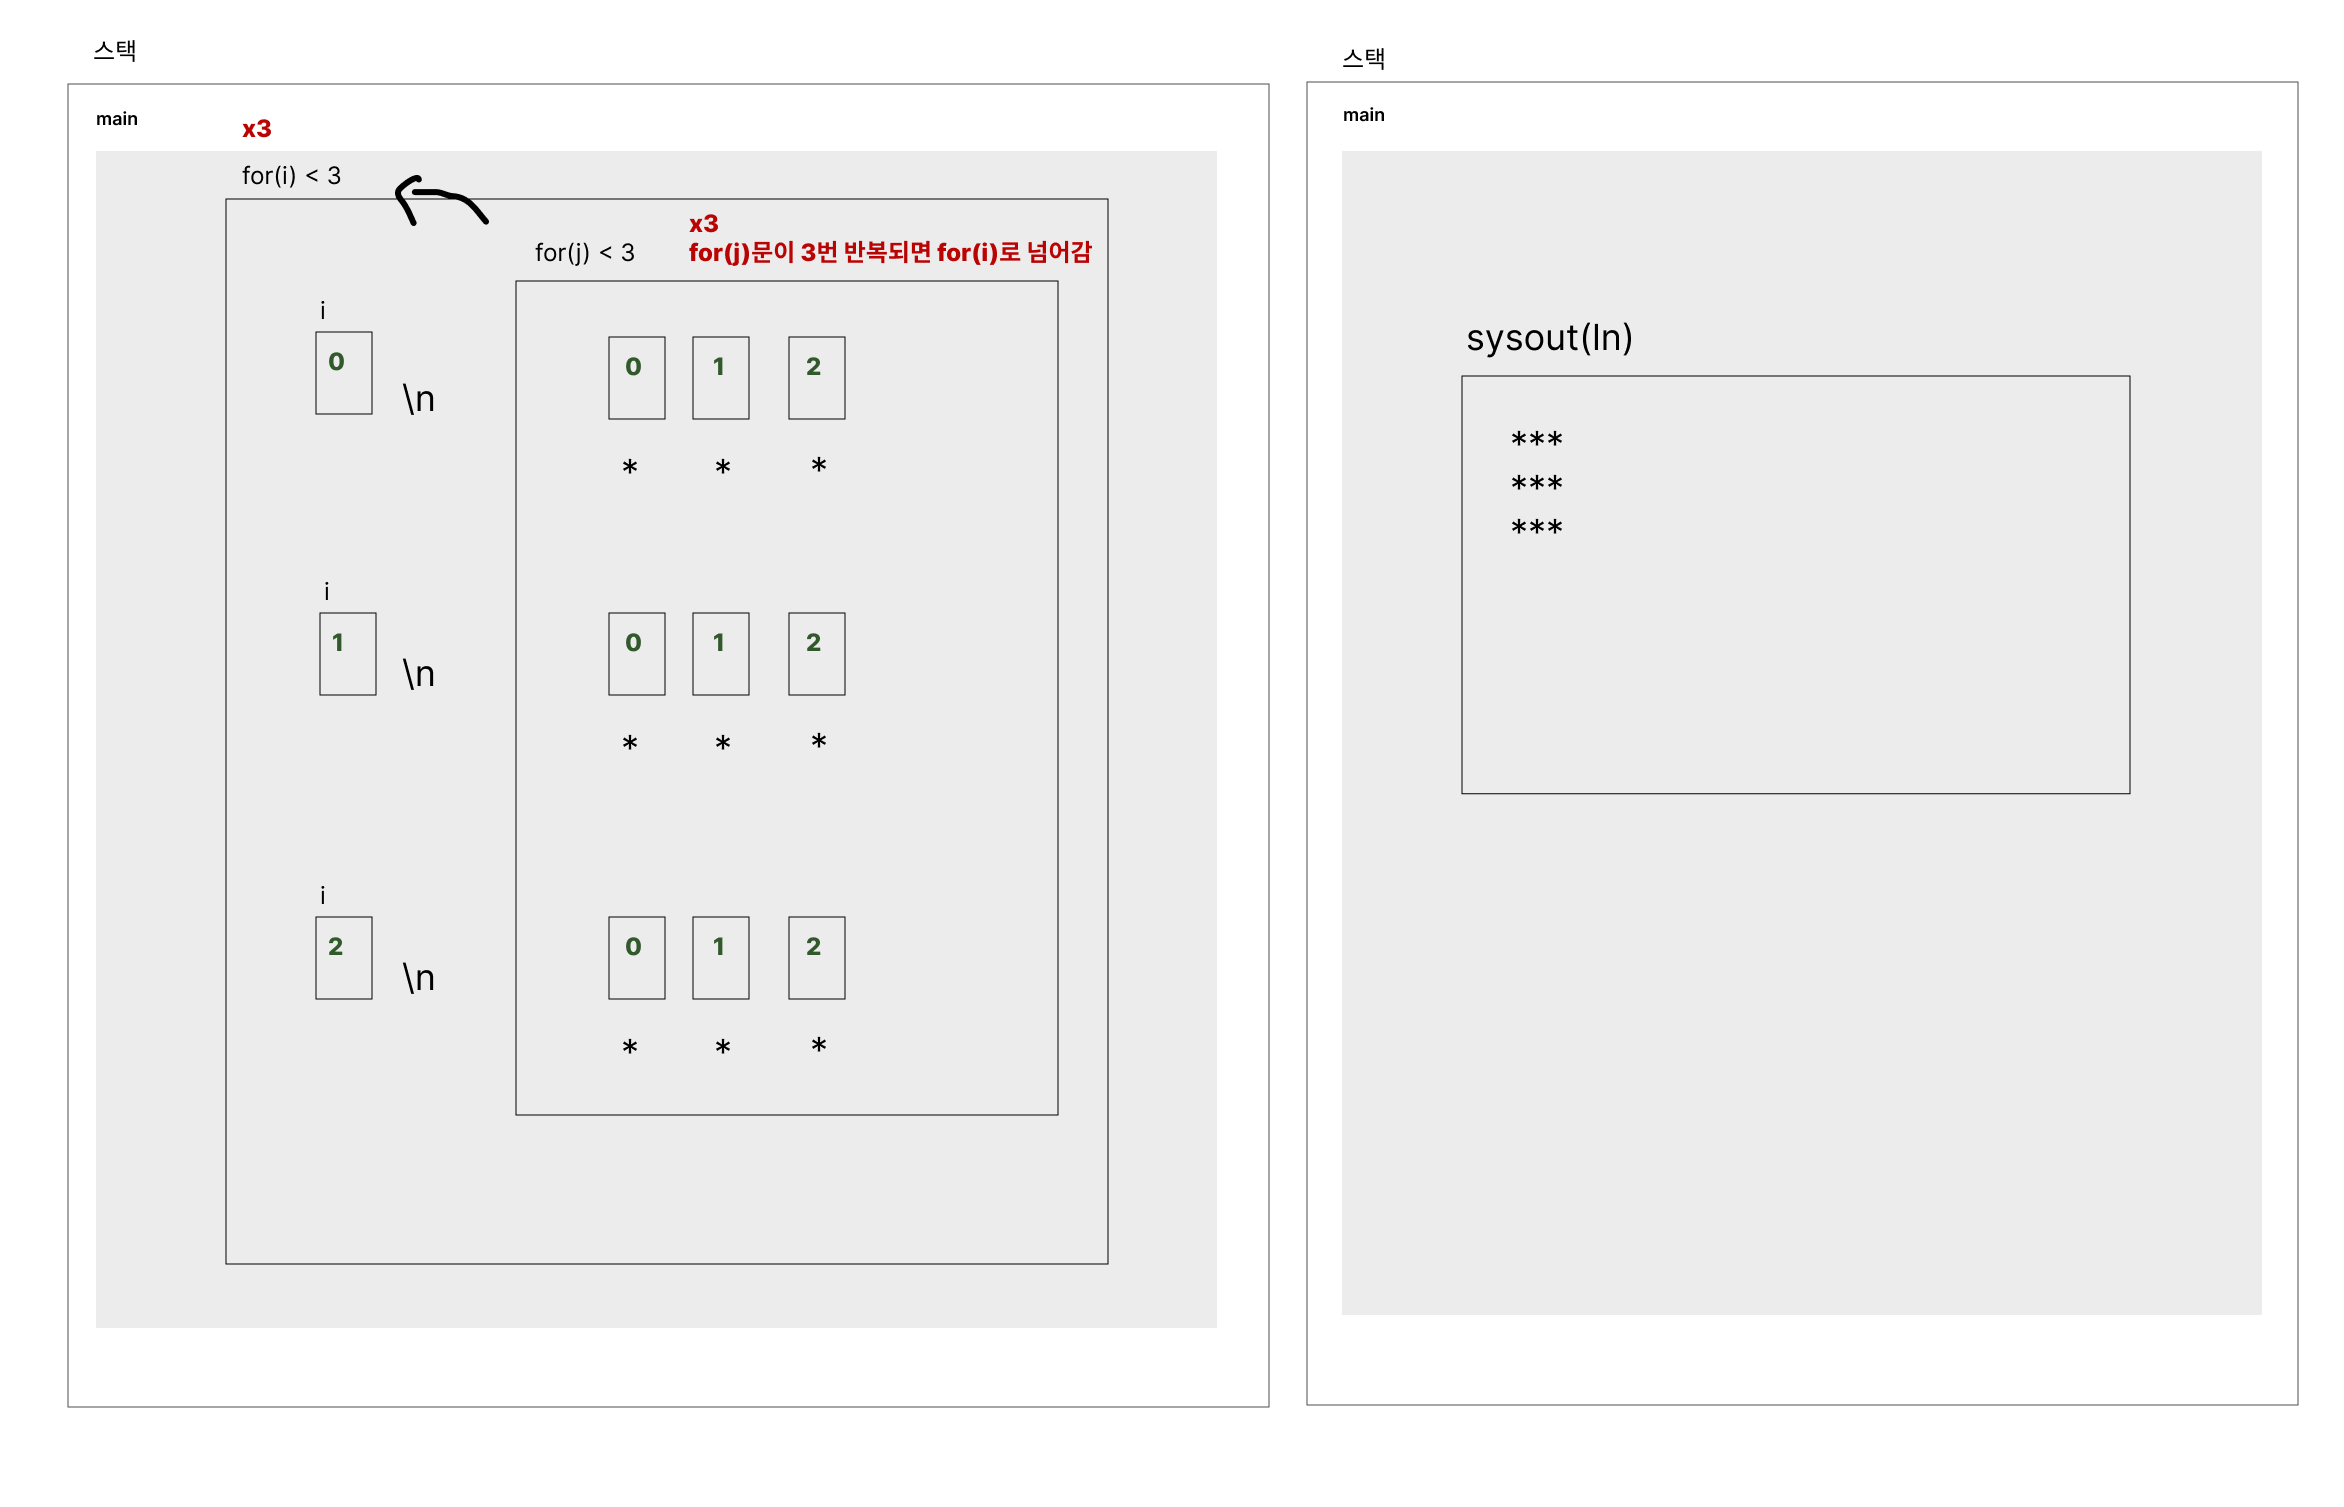 스택
main
x3
for(i) < 3
x3
for(j) < 3
for(j)문이 3번 반복되면 for(i)로 넘어감
i
0
\n
0 1 2
* * *
i
1
\n
0 1 2
* * *
i
2
\n
0 1 2
* * *
스택
main
sysout(ln)
***
***
***